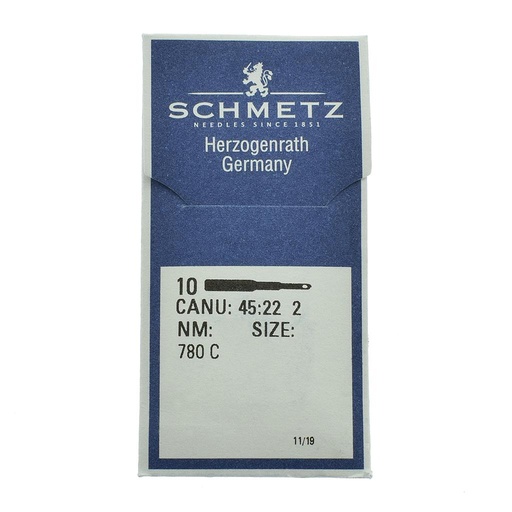 SCHMETZ
NEEDLES SINCE 1851
Herzogenrath
Germany
10
CANU: 45:22 2
NM: SIZE:
780 C
11/19